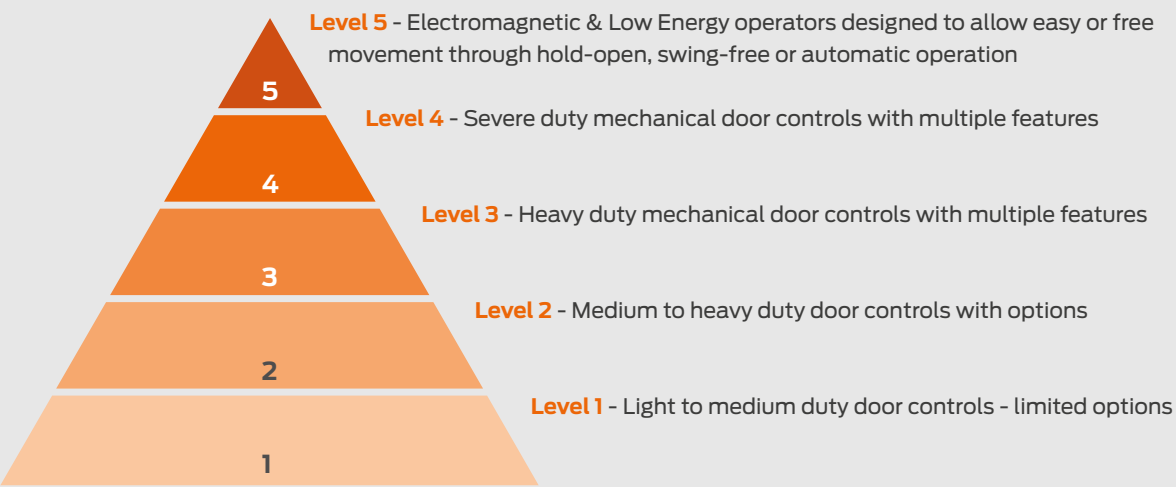 Level 5 - Electromagnetic & Low Energy operators designed to allow easy or free
movement through hold-open, swing-free or automatic operation
5
Level 4 - Severe duty mechanical door controls with multiple features
4
Level 3 - Heavy duty mechanical door controls with multiple features
3
Level 2 - Medium to heavy duty door controls with options
2
Level 1 - Light to medium duty door controls - limited options
1